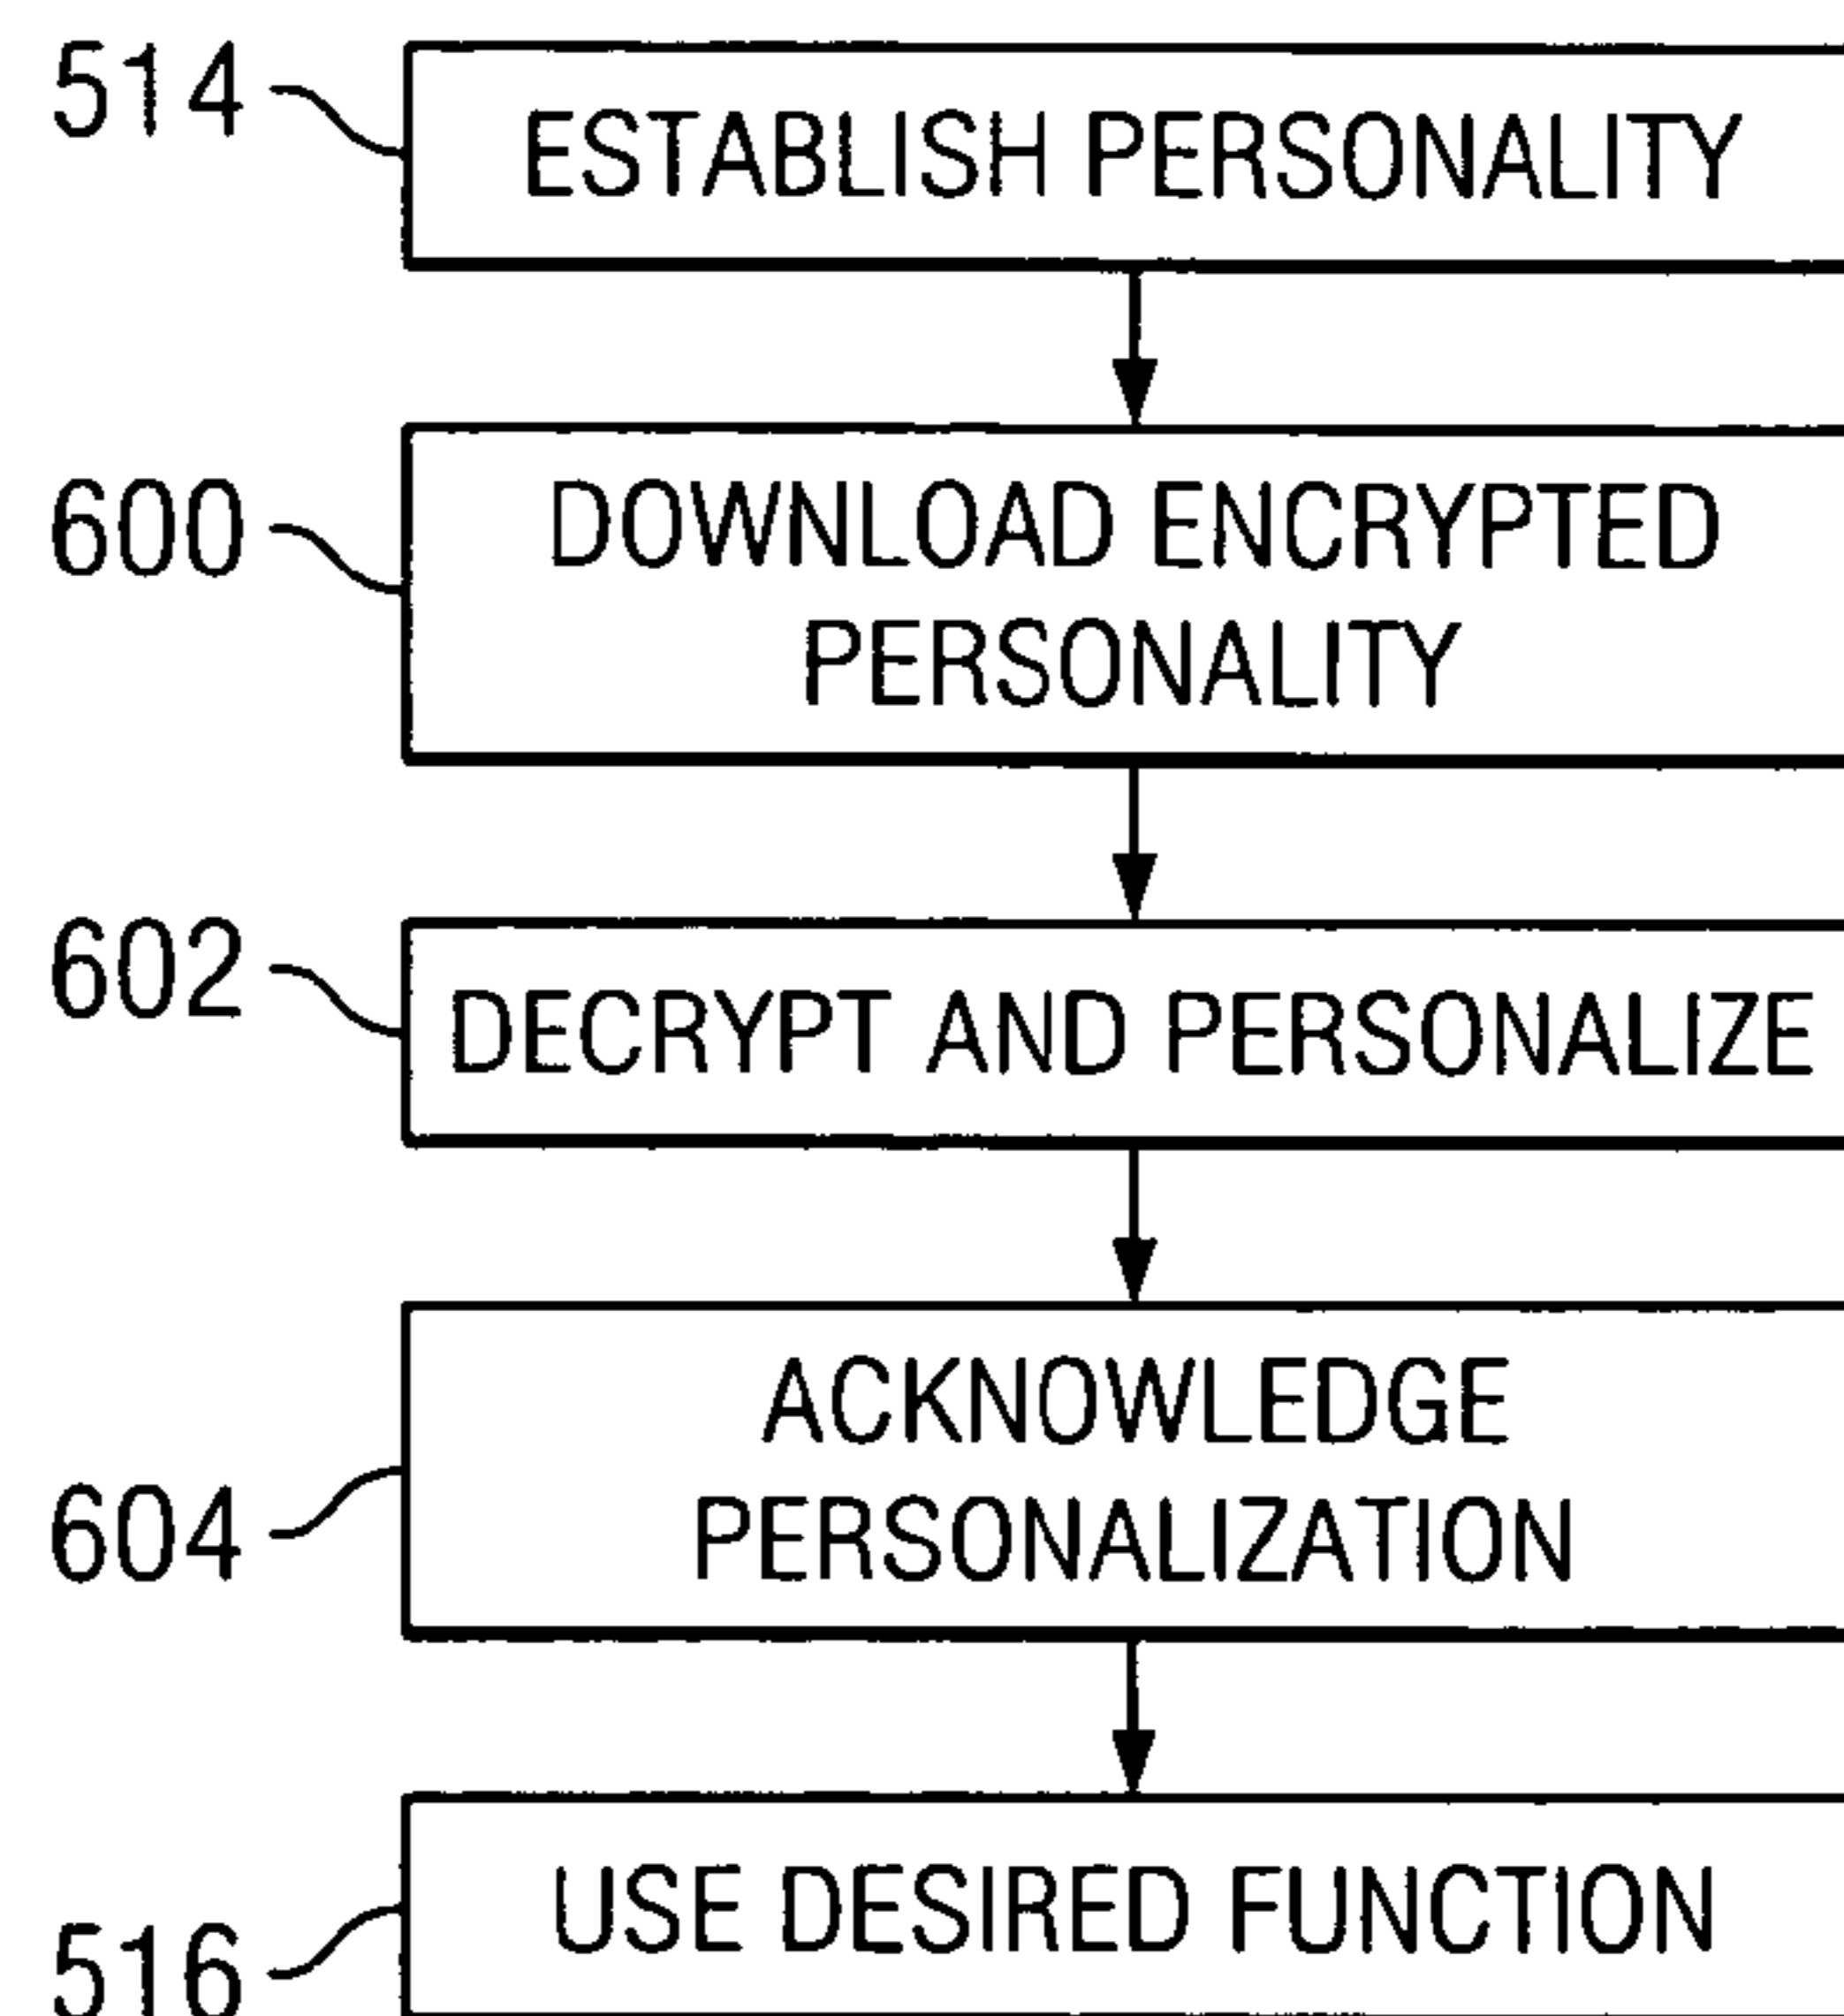 514
ESTABLISH PERSONALITY
600
DOWNLOAD ENCRYPTED
PERSONALITY
602
DECRYPT AND PERSONALIZE
ACKNOWLEDGE
604
PERSONALIZATION
USE DESIRED FUNCTION
516